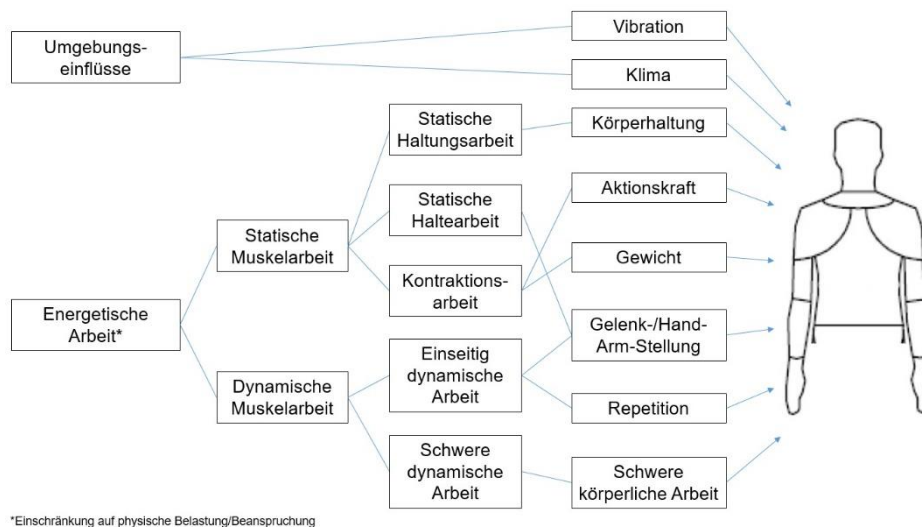 Umgebungs-
einflüsse
Vibration
Klima
Statische
Haltungsarbeit
Körperhaltung
Statische
Haltearbeit
Aktionskraft
Statische
Muskelarbeit
Kontraktions-
arbeit
Gewicht
Energetische
Arbeit*
Gelenk-/Hand-
Arm-Stellung
Dynamische
Muskelarbeit
Einseitig
dynamische
Arbeit
Repetition
Schwere
dynamische
Arbeit
Schwere
körperliche Arbeit
*Einschränkung auf physische Belastung/Beanspruchung